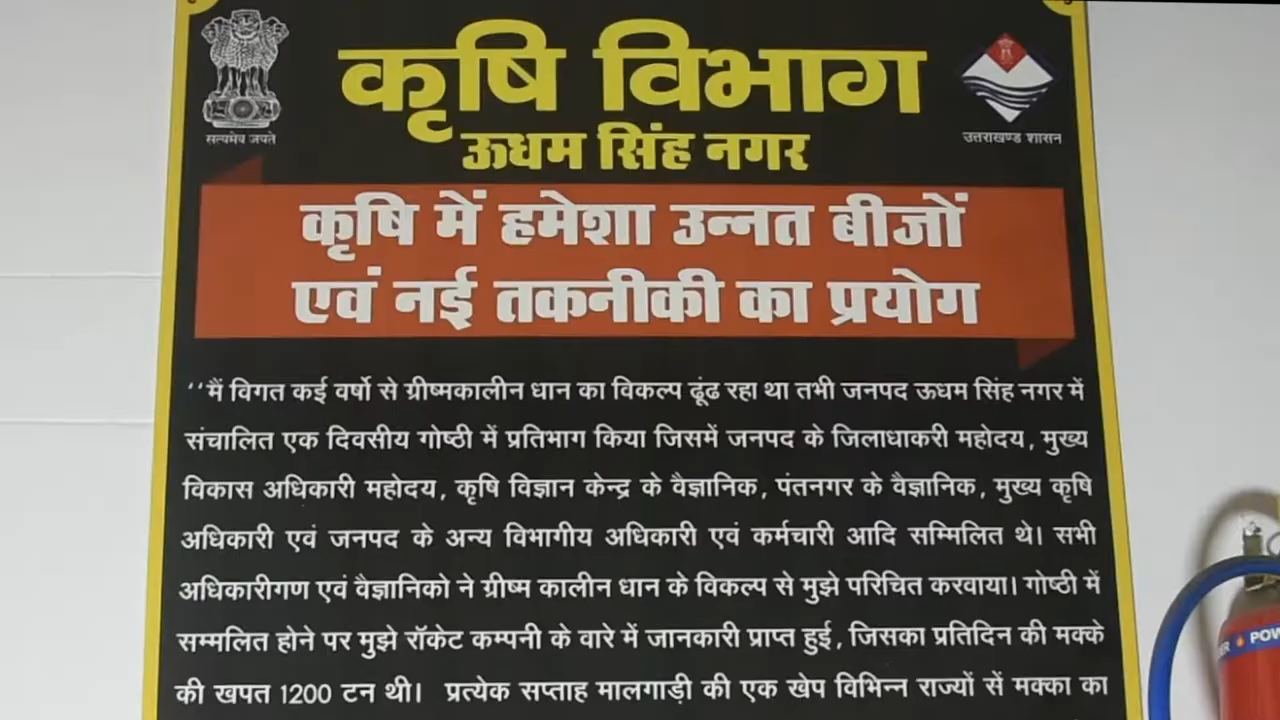 कृषि विभाग
सत्यमेव जयते
उत्तराखण्ड शासन
ऊधम सिंह नगर
कृषि में हमेशा उन्नत बीजों
एवं नई तकनीकी का प्रयोग
‘‘मैं विगत कई वर्षो से ग्रीष्मकालीन धान का विकल्प ढूंढ रहा था तभी जनपद ऊधम सिंह नगर में
संचालित एक दिवसीय गोष्ठी में प्रतिभाग किया जिसमें जनपद के जिलाधाकरी महोदय, मुख्य
विकास अधिकारी महोदय, कृषि विज्ञान केन्द्र के वैज्ञानिक, पंतनगर के वैज्ञानिक, मुख्य कृषि
अधिकारी एवं जनपद के अन्य विभागीय अधिकारी एवं कर्मचारी आदि सम्मिलित थे। सभी
अधिकारीगण एवं वैज्ञानिको ने ग्रीष्म कालीन धान के विकल्प से मुझे परिचित करवाया। गोष्ठी में
सम्मलित होने पर मुझे रॉकेट कम्पनी के वारे में जानकारी प्राप्त हुई, जिसका प्रतिदिन की मक्के
की खपत 1200 टन थी। प्रत्येक सप्ताह मालगाड़ी की एक खेप विभिन्न राज्यों सें मक्का का